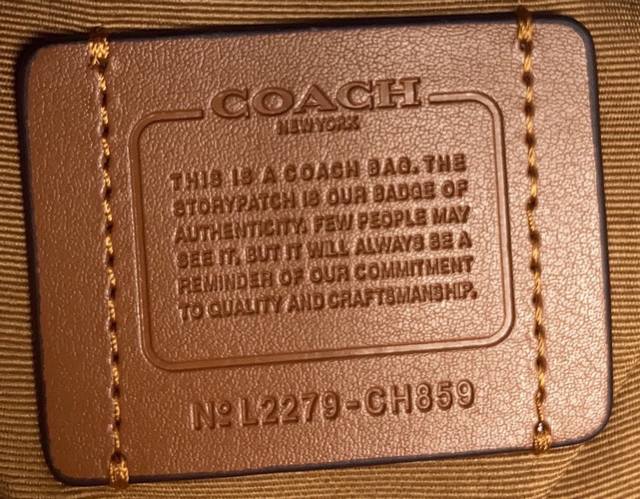 COACH
NEW YORK
THIS IS A COACH BAG. THE
STORYPATCH IS OUR BADGE OF
AUTHENTICITY. FEW PEOPLE MAY
SEE IT, BUT IT WILL ALWAYS BE A
REMINDER OF OUR COMMITMENT
TO QUALITY AND CRAFTSMANSHIP.
Nº L2279-CH859